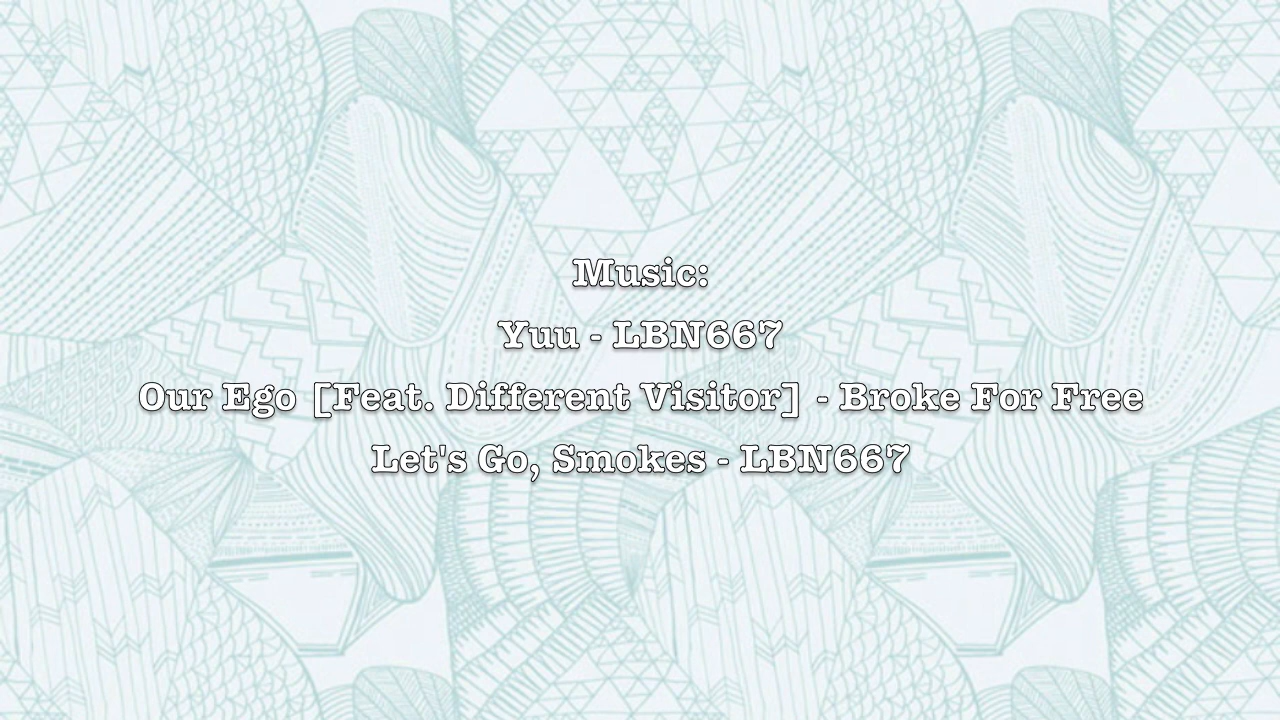 Music:
Yuu - LBN667
Our Ego [Feat. Different Visitor] - Broke For Free
Let's Go, Smokes - LBN667